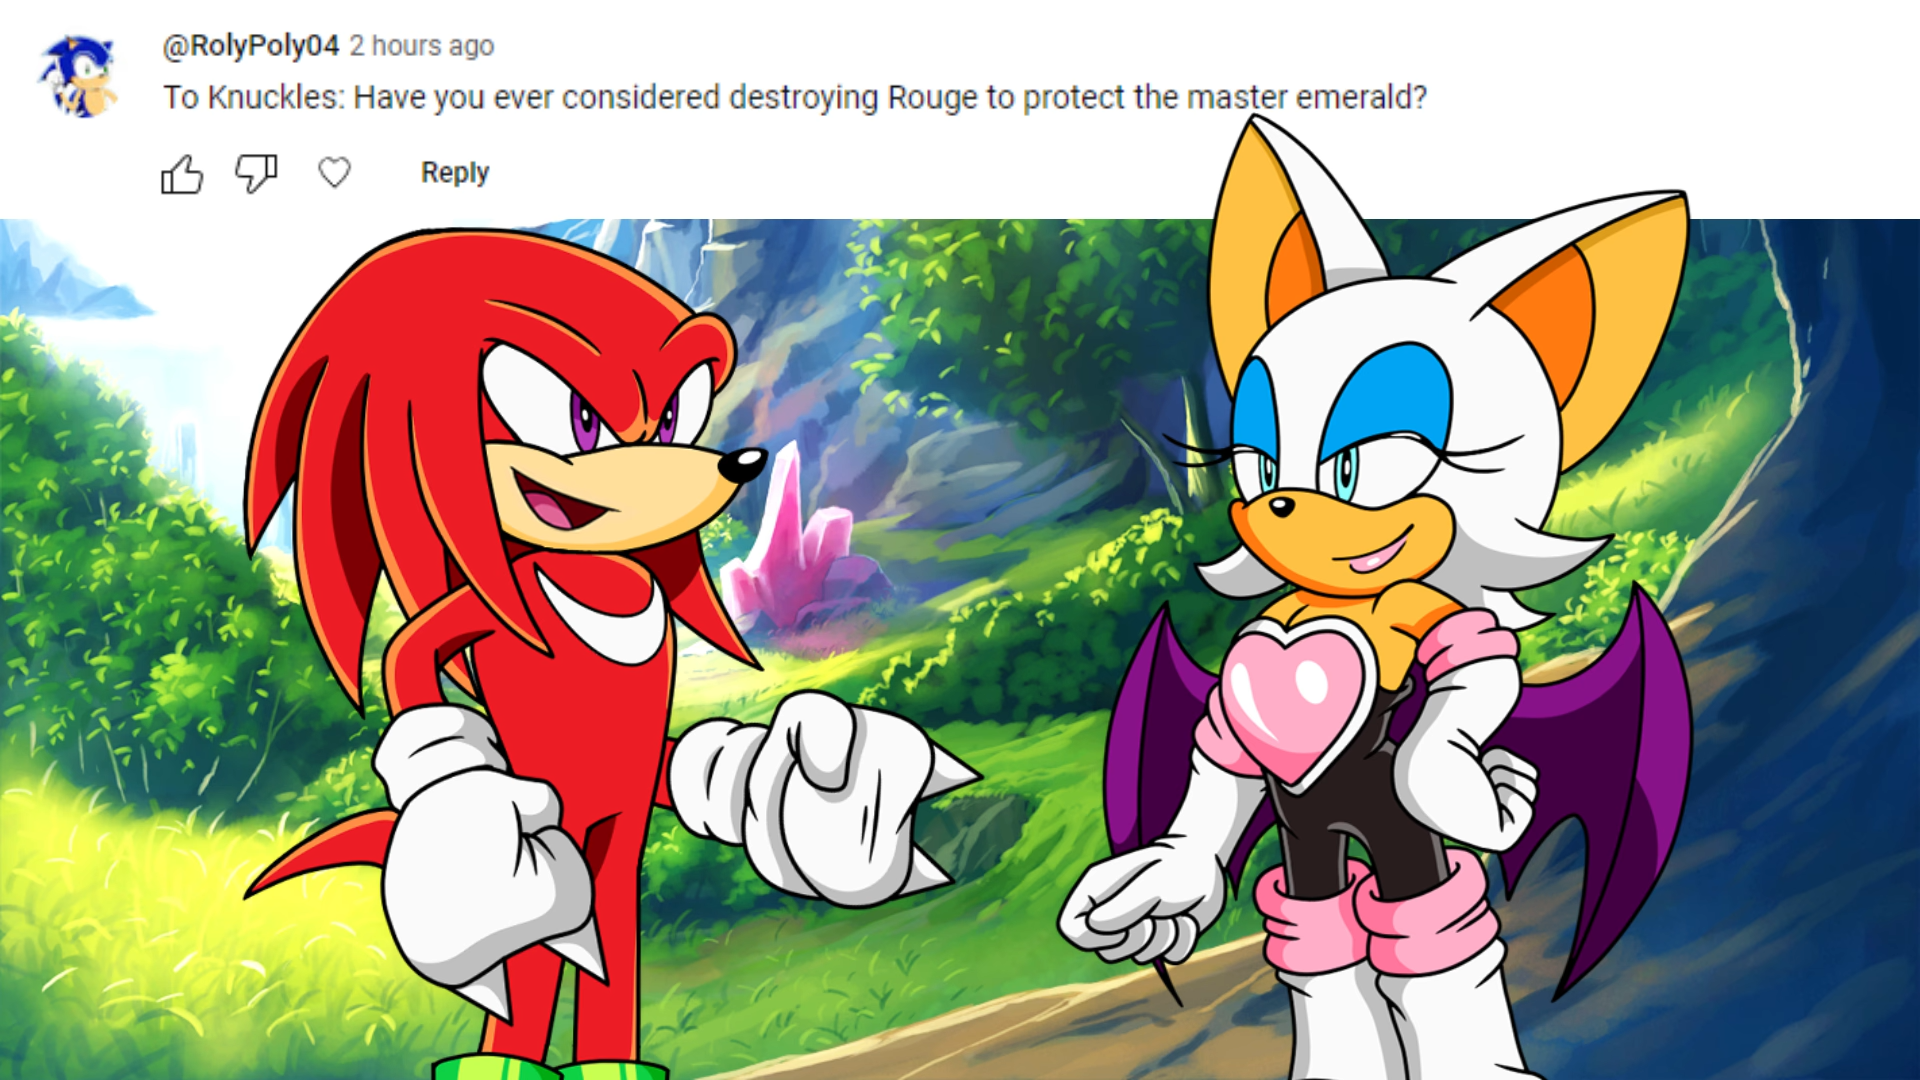 @RolyPoly04 2 hours ago
To Knuckles: Have you ever considered destroying Rouge to protect the master emerald?
Reply